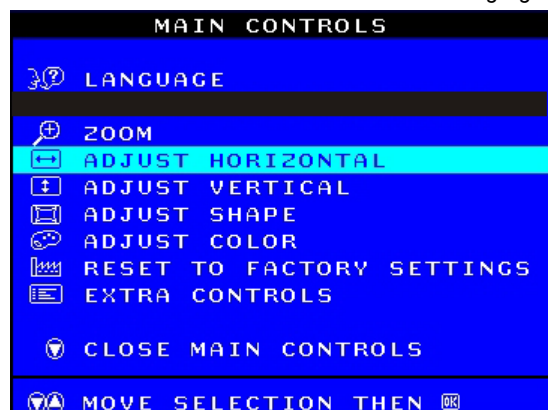 MAIN CONTROLS
LANGUAGE
ZOOM
ADJUST HORIZONTAL
ADJUST VERTICAL
ADJUST SHAPE
ADJUST COLOR
RESET TO FACTORY SETTINGS
EXTRA CONTROLS
CLOSE MAIN CONTROLS
MOVE SELECTION THEN OK